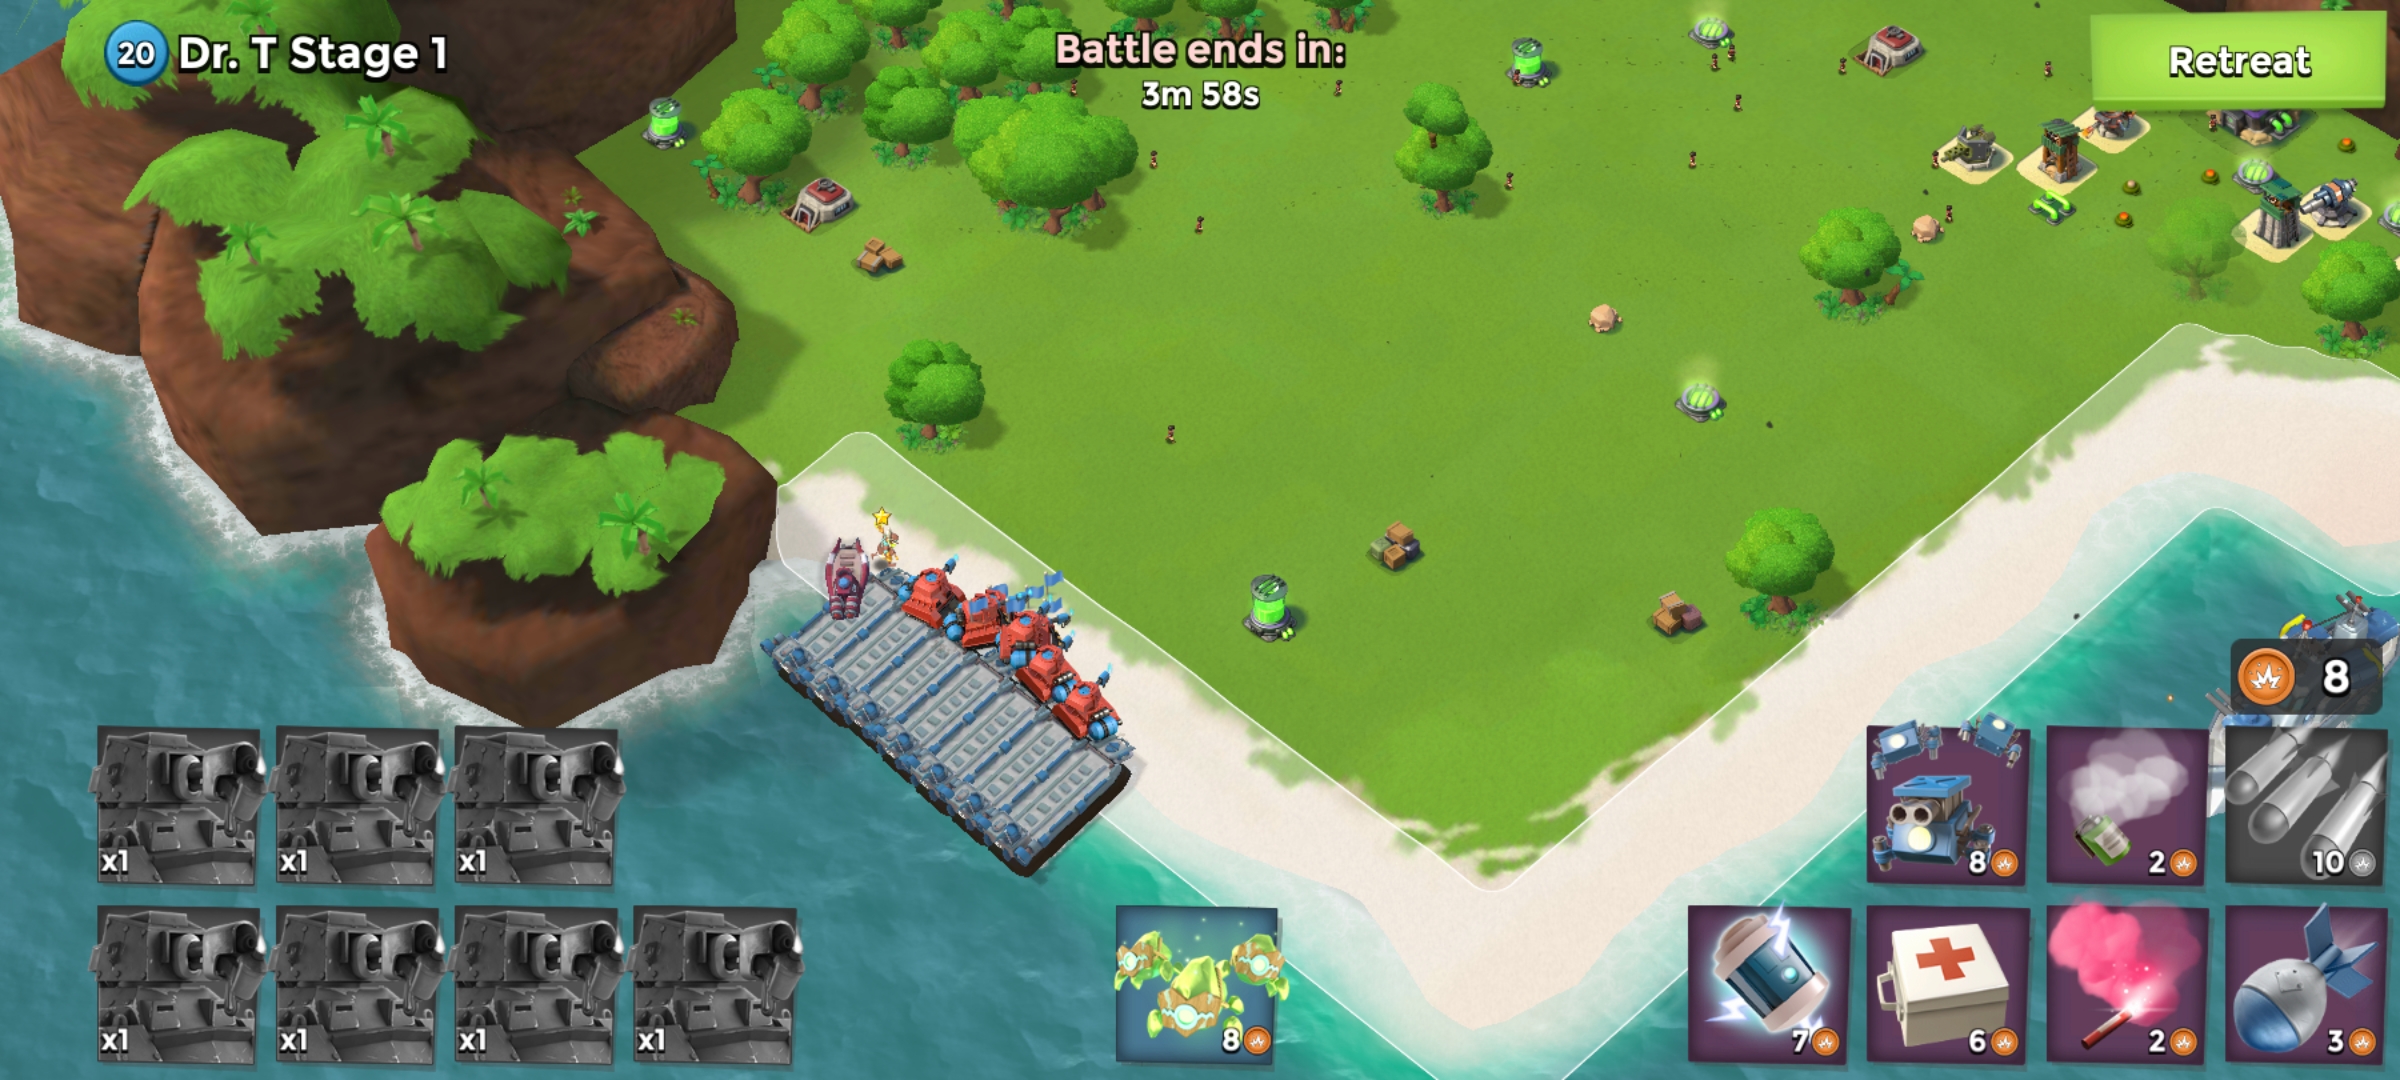 20 Dr. T Stage 1
Battle ends in:
3m 58s
Retreat
8
x1 x1 x1
8 2 10
x1 x1 x1 x1
8
7 6 2 3